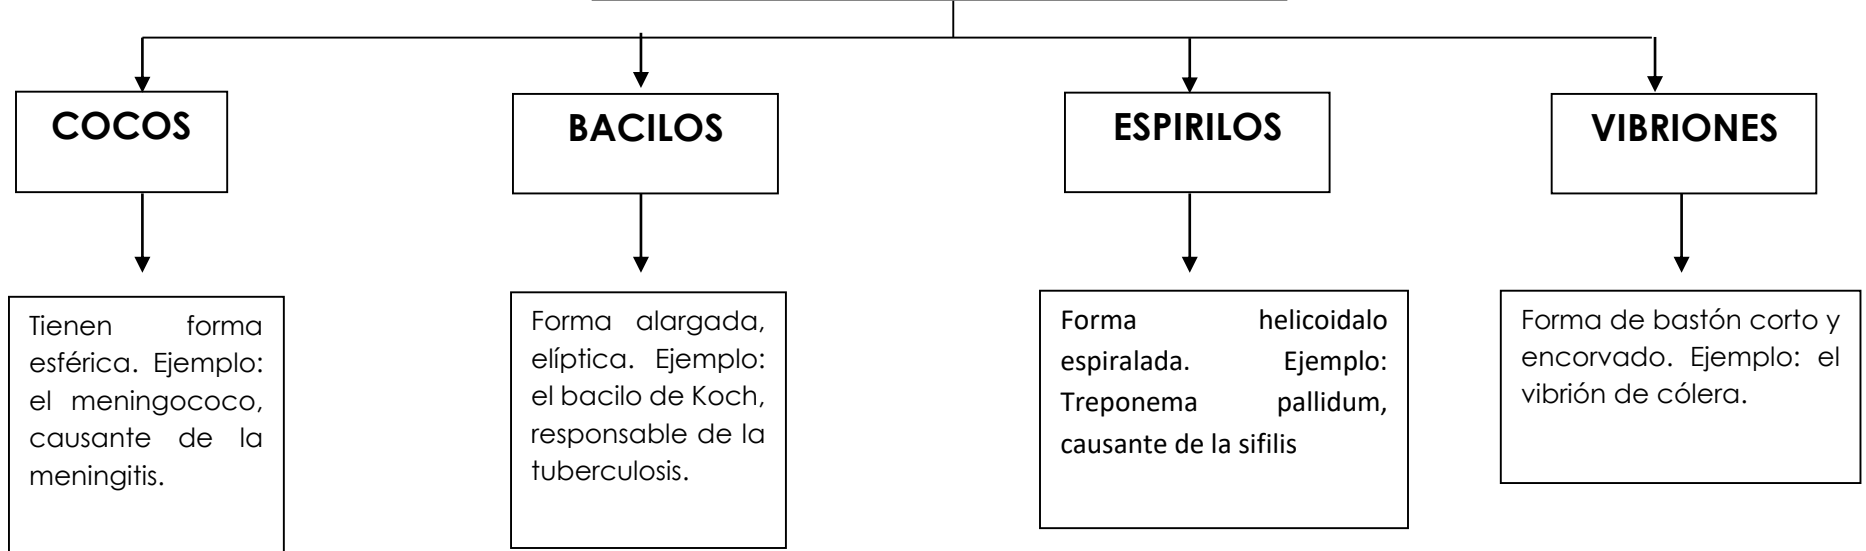 COCOS
BACILOS
ESPIRILOS
VIBRIONES
Tienen forma
esférica. Ejemplo:
el meningococo,
causante de la
meningitis.
Forma alargada,
elíptica. Ejemplo:
el bacilo de Koch,
responsable de la
tuberculosis.
Forma helicoidalo
espiralada. Ejemplo:
Treponema pallidum,
causante de la sifilis
Forma de bastón corto y
encorvado. Ejemplo: el
vibrión de cólera.